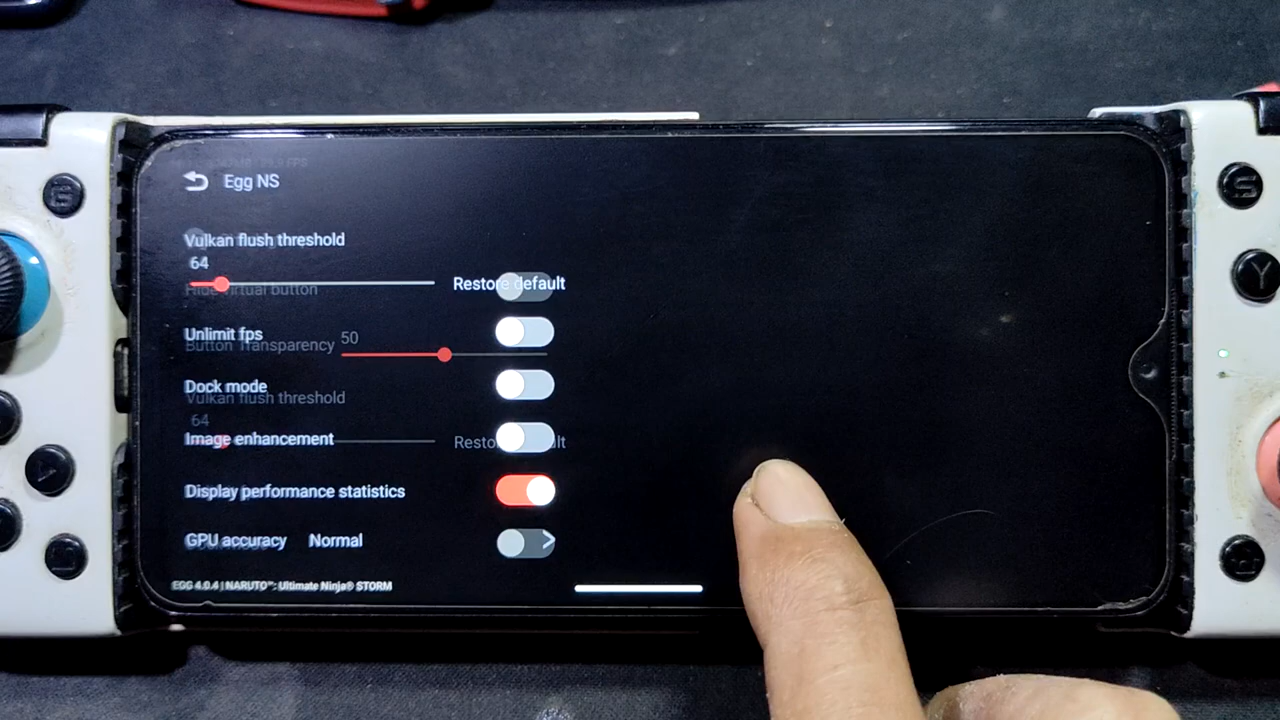 Egg NS
Vulkan flush threshold
64
Restore default
Hide virtual button
Unlimit fps
Button Transparency 50
Dock mode
Vulkan flush threshold
64
Image enhancement
Display performance statistics
GPU accuracy Normal
EGG 4.0.4 | NARUTO™: Ultimate Ninja® STORM
S
S
Y
A